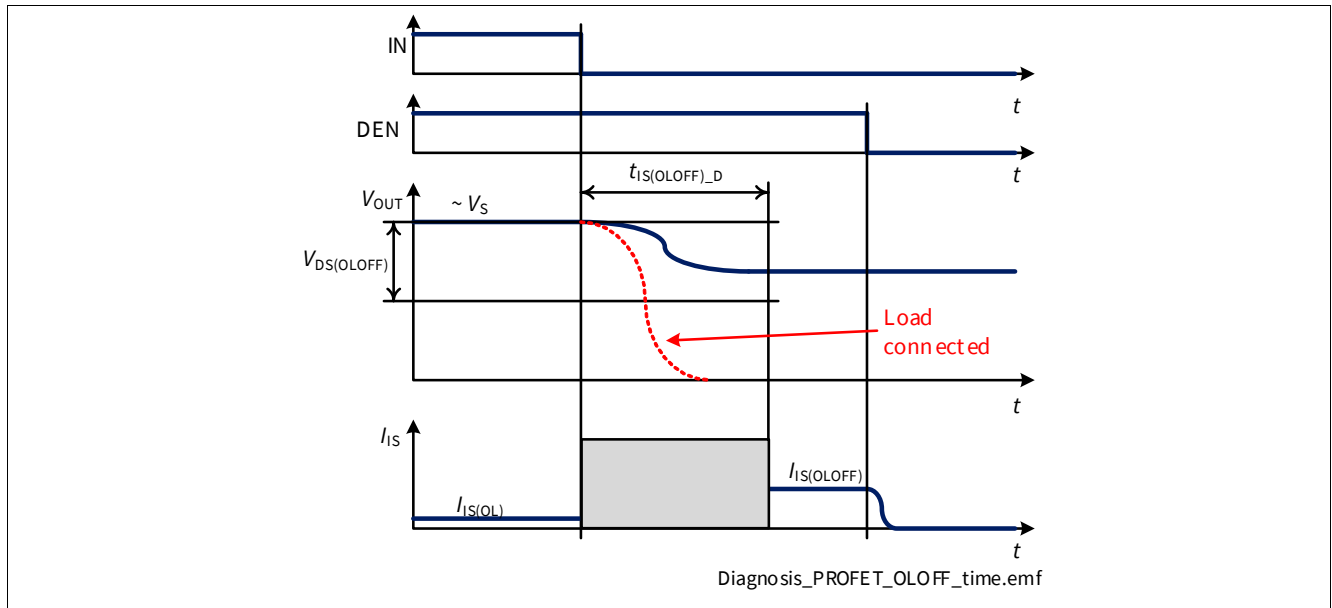 IN
t
DEN
t
tIS(OLOFF)_D
VOUT
~ VS
VDS(OLOFF)
Load
connected
t
IIS
IIS(OLOFF)
IIS(OL)
t
Diagnosis_PROFET_OLOFF_time.emf